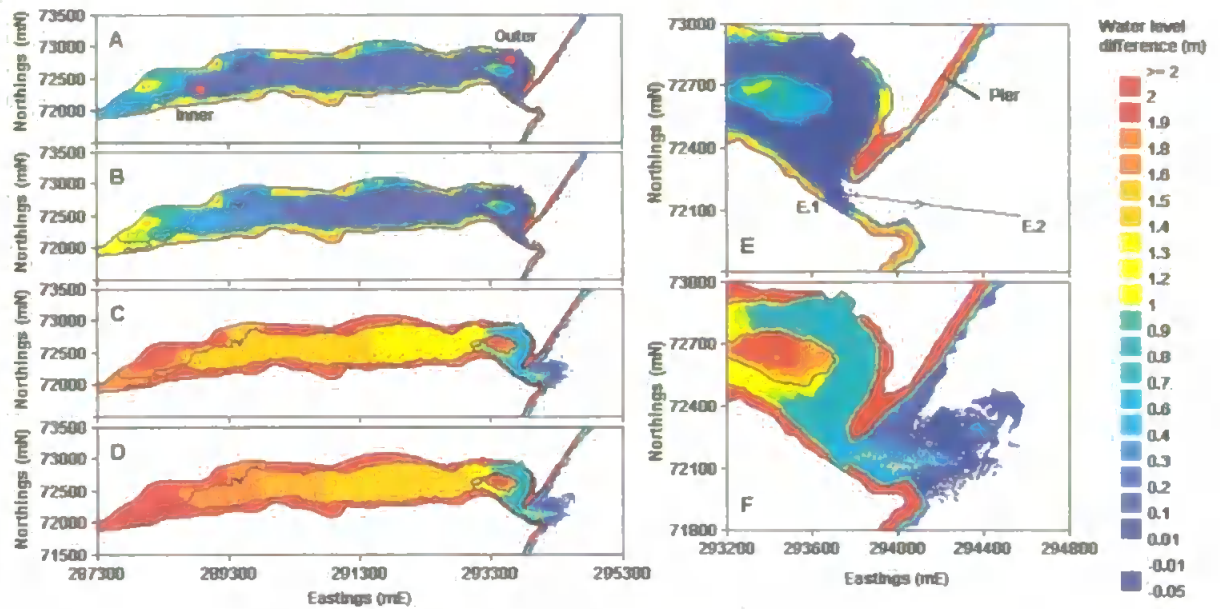 73500
73000
72500
72000
Northings (mN)
A
Outer
Inner
73500
73000
72500
72000
Northings (mN)
B
73500
73000
72500
72000
Northings (mN)
C
73500
73000
72500
72000
71500
Northings (mN)
D
287300
289300
291300
293300
295300
Eastings (mE)
73000
72700
72400
72100
Northings (mN)
E
Pier
E.1
E.2
73000
72700
72400
72100
71800
Northings (mN)
F
293200
293600
294000
294400
294800
Eastings (mE)
Water level
difference (m)
>= 2
2
1.9
1.8
1.6
1.5
1.4
1.3
1.2
1
0.9
0.8
0.7
0.6
0.4
0.3
0.2
0.1
0.01
-0.01
-0.05